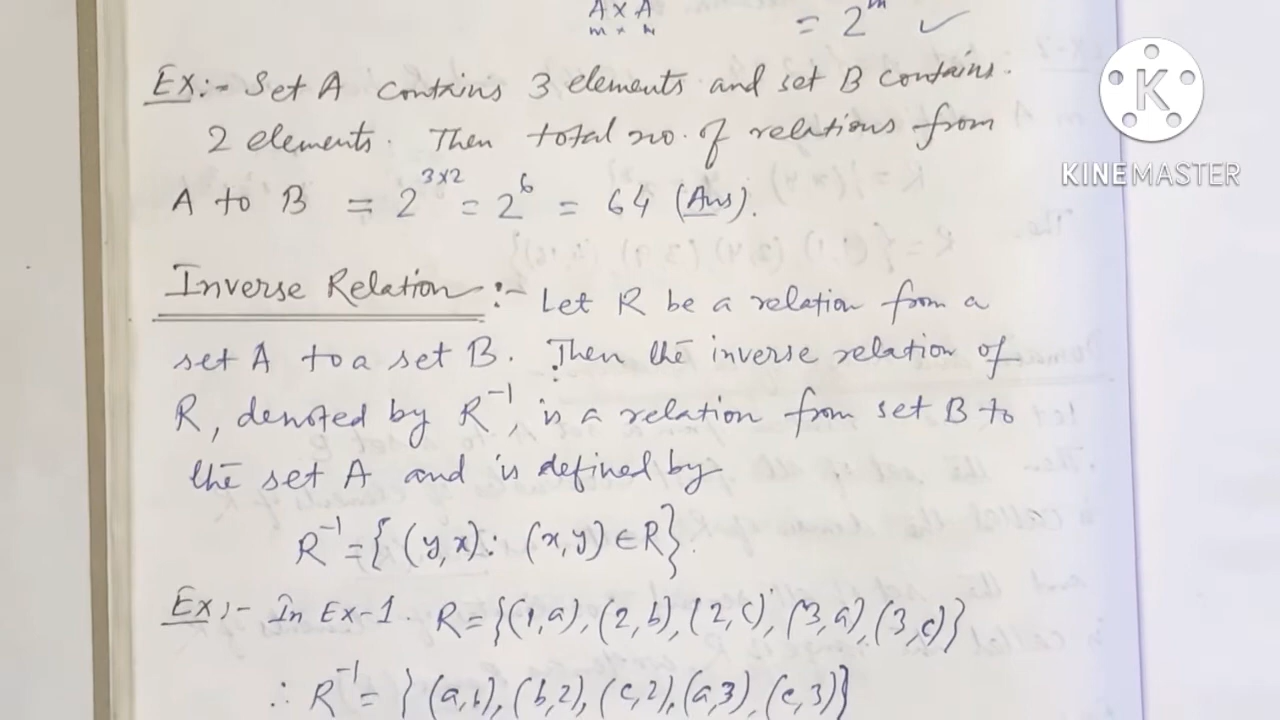 A × A
m × n
= 2^m ✓
Ex:- Set A contains 3 elements and set B contains.
2 elements. Then total no. of relations from
A to B = 2^3×2 = 2^6 = 64 (Ans).
KINEMASTER
Inverse Relation :- Let R be a relation from a
set A to a set B. Then the inverse relation of
R, denoted by R^-1, is a relation from set B to
the set A and is defined by
R^-1 = { (y,x): (x,y) ∈ R}.
Ex:- In Ex-1. R = {(1,a), (2,b), (2,c), (3,a), (3,c)}
∴ R^-1 = {(a,1), (b,2), (c,2), (a,3), (c,3)}